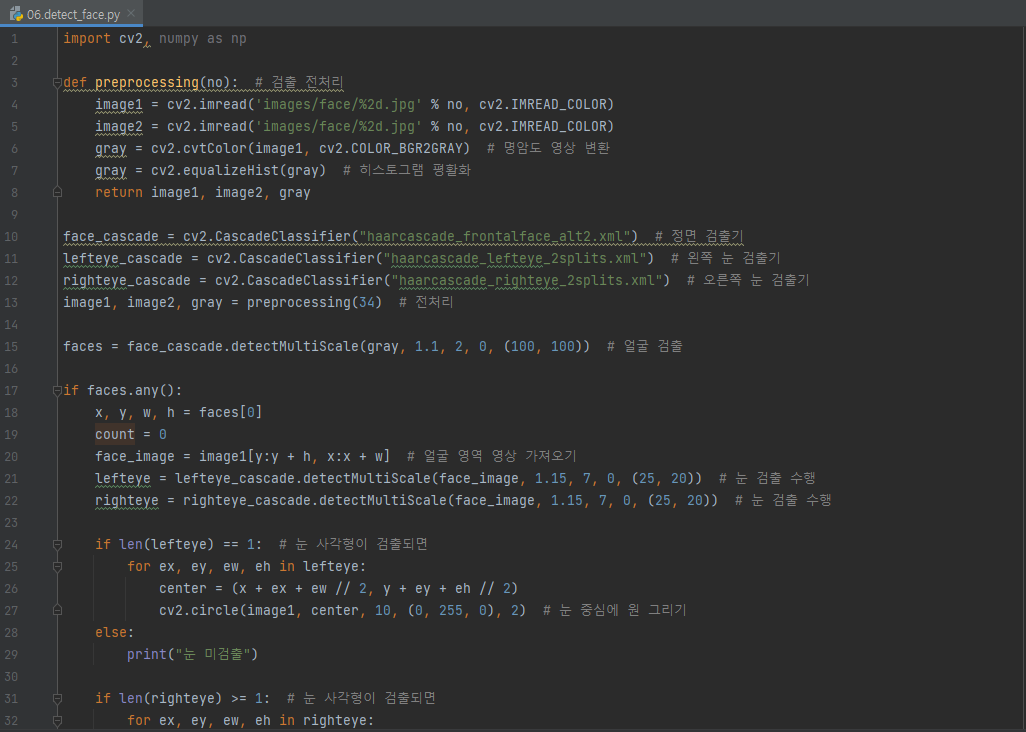 06.detect_face.py
1 import cv2, numpy as np
2
3 def preprocessing(no):  # 검출 전처리
4     image1 = cv2.imread('images/face/%2d.jpg' % no, cv2.IMREAD_COLOR)
5     image2 = cv2.imread('images/face/%2d.jpg' % no, cv2.IMREAD_COLOR)
6     gray = cv2.cvtColor(image1, cv2.COLOR_BGR2GRAY)  # 명암도 영상 변환
7     gray = cv2.equalizeHist(gray)  # 히스토그램 평활화
8     return image1, image2, gray
9
10 face_cascade = cv2.CascadeClassifier("haarcascade_frontalface_alt2.xml")  # 정면 검출기
11 lefteye_cascade = cv2.CascadeClassifier("haarcascade_lefteye_2splits.xml")  # 왼쪽 눈 검출기
12 righteye_cascade = cv2.CascadeClassifier("haarcascade_righteye_2splits.xml")  # 오른쪽 눈 검출기
13 image1, image2, gray = preprocessing(34)  # 전처리
14
15 faces = face_cascade.detectMultiScale(gray, 1.1, 2, 0, (100, 100))  # 얼굴 검출
16
17 if faces.any():
18     x, y, w, h = faces[0]
19     count = 0
20     face_image = image1[y:y + h, x:x + w]  # 얼굴 영역 영상 가져오기
21     lefteye = lefteye_cascade.detectMultiScale(face_image, 1.15, 7, 0, (25, 20))  # 눈 검출 수행
22     righteye = righteye_cascade.detectMultiScale(face_image, 1.15, 7, 0, (25, 20))  # 눈 검출 수행
23
24     if len(lefteye) == 1:  # 눈 사각형이 검출되면
25         for ex, ey, ew, eh in lefteye:
26             center = (x + ex + ew // 2, y + ey + eh // 2)
27             cv2.circle(image1, center, 10, (0, 255, 0), 2)  # 눈 중심에 원 그리기
28     else:
29         print("눈 미검출")
30
31     if len(righteye) >= 1:  # 눈 사각형이 검출되면
32         for ex, ey, ew, eh in righteye: